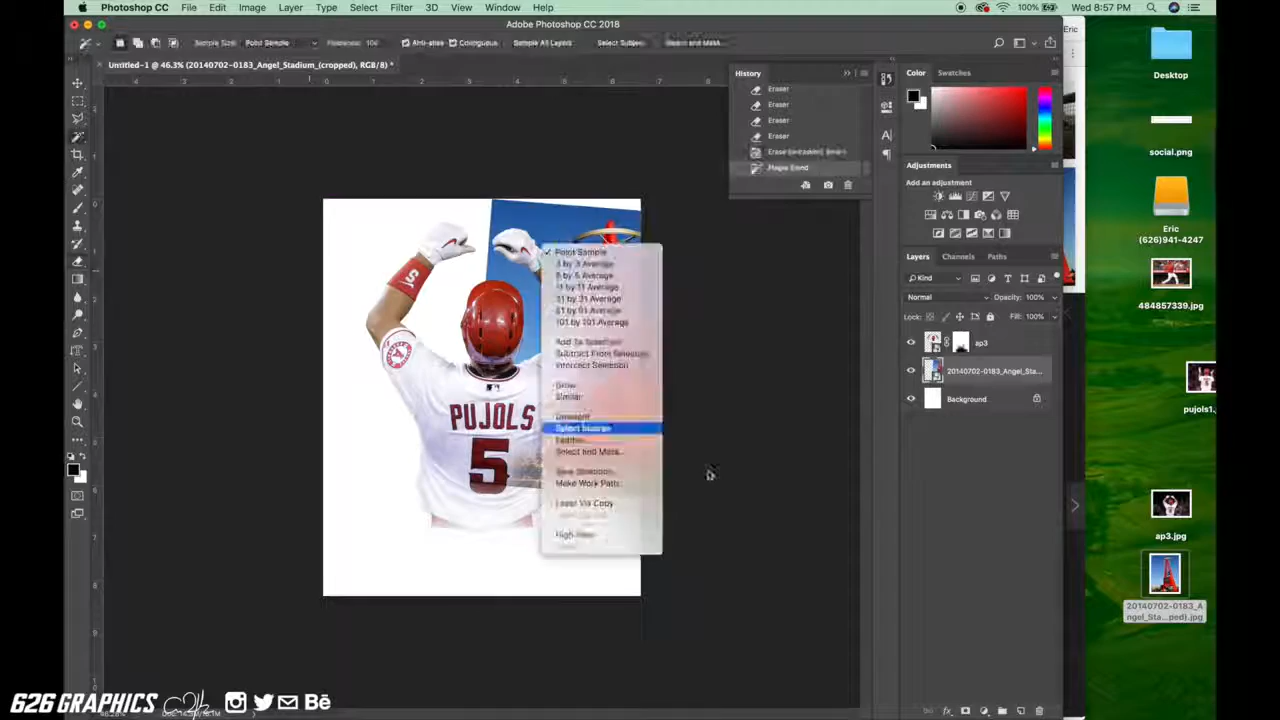 Photoshop CC File Edit Image Layer Type Select Filter 3D View Window Help 100% Wed 8:57 PM
Adobe Photoshop CC 2018
Eric
Sample Size: Point Sample Anti-alias Contiguous Sample All Layers Select Subject Select and Mask...
Untitled-1 @ 46.3% (20140702-0183_Angel_Stadium_(cropped), RGB/8) *
History
Eraser
Eraser
Eraser
Eraser
Magic Wand
Color Swatches
Adjustments
Add an adjustment
Layers Channels Paths
Kind
Normal Opacity: 100%
Lock: Fill: 100%
ap3
20140702-0183_Angel_Sta...
Background
Point Sample
3 by 3 Average
5 by 5 Average
11 by 11 Average
31 by 31 Average
51 by 51 Average
101 by 101 Average
Add To Selection
Subtract From Selection
Intersect Selection
Grow
Similar
Deselect
Select Inverse
Feather...
Select and Mask...
Save Selection...
Make Work Path...
Layer Via Copy
PUJOLS
5
S
A
Desktop
social.png
Eric
(626)941-4247
484857339.jpg
pujols1.
ap3.jpg
20140702-0183_A
ngel_Sta...ped).jpg
626 GRAPHICS Bē